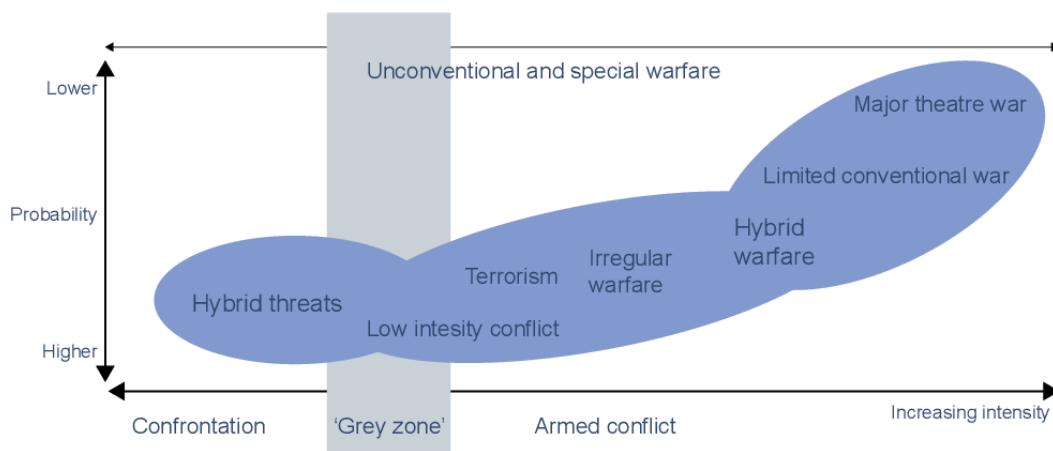 Unconventional and special warfare
Lower
Probability
Higher
Major theatre war
Limited conventional war
Hybrid
warfare
Irregular
warfare
Terrorism
Hybrid threats
Low intesity conflict
Confrontation
'Grey zone'
Armed conflict
Increasing intensity